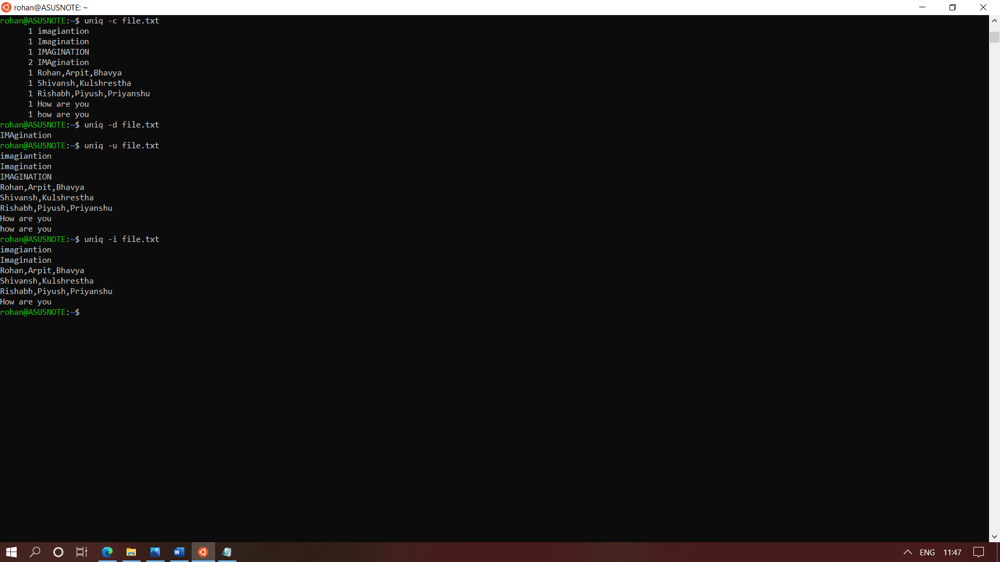 rohan@ASUSNOTE: ~
rohan@ASUSNOTE:~$ uniq -c file.txt
      1 imagiantion
      1 Imagination
      1 IMAGINATION
      2 IMAgination
      1 Rohan,Arpit,Bhavya
      1 Shivansh,Kulshrestha
      1 Rishabh,Piyush,Priyanshu
      1 How are you
      1 how are you
rohan@ASUSNOTE:~$ uniq -d file.txt
IMAgination
rohan@ASUSNOTE:~$ uniq -u file.txt
imagiantion
Imagination
IMAGINATION
Rohan,Arpit,Bhavya
Shivansh,Kulshrestha
Rishabh,Piyush,Priyanshu
How are you
how are you
rohan@ASUSNOTE:~$ uniq -i file.txt
imagiantion
Imagination
Rohan,Arpit,Bhavya
Shivansh,Kulshrestha
Rishabh,Piyush,Priyanshu
How are you
rohan@ASUSNOTE:~$
ENG 11:47